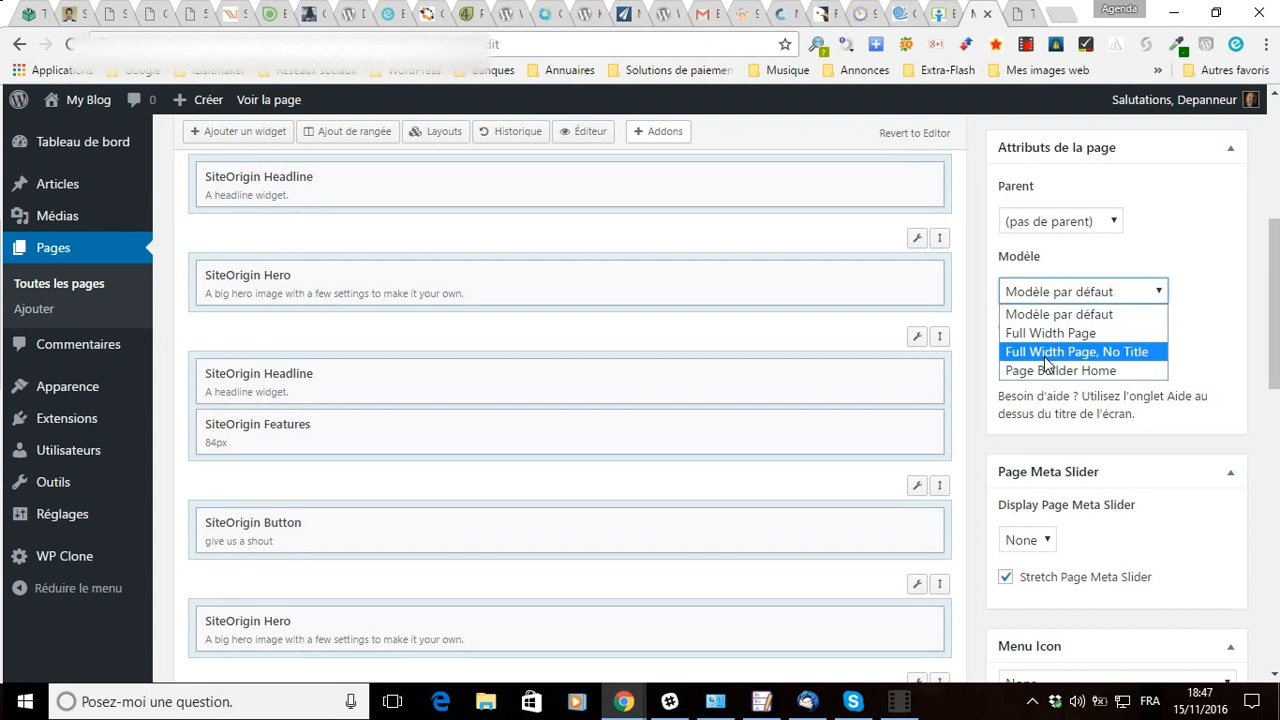 Agenda
edit
Applications Google Izibmaker Réseaux sociaux WordPress Banques Annuaires Solutions de paiemen Musique Annonces Extra-Flash Mes images web » Autres favoris
My Blog 0 Créer Voir la page Salutations, Depanneur
Tableau de bord
Articles
Médias
Pages
Toutes les pages
Ajouter
Commentaires
Apparence
Extensions
Utilisateurs
Outils
Réglages
WP Clone
Réduire le menu
Ajouter un widget Ajout de rangée Layouts Historique Éditeur Addons Revert to Editor
SiteOrigin Headline
A headline widget.
SiteOrigin Hero
A big hero image with a few settings to make it your own.
SiteOrigin Headline
A headline widget.
SiteOrigin Features
84px
SiteOrigin Button
give us a shout
SiteOrigin Hero
A big hero image with a few settings to make it your own.
Attributs de la page
Parent
(pas de parent)
Modèle
Modèle par défaut
Modèle par défaut
Full Width Page
Full Width Page, No Title
Page Builder Home
Besoin d'aide ? Utilisez l'onglet Aide au
dessus du titre de l'écran.
Page Meta Slider
Display Page Meta Slider
None
Stretch Page Meta Slider
Menu Icon
None
Posez-moi une question.
FRA
18:47
15/11/2016